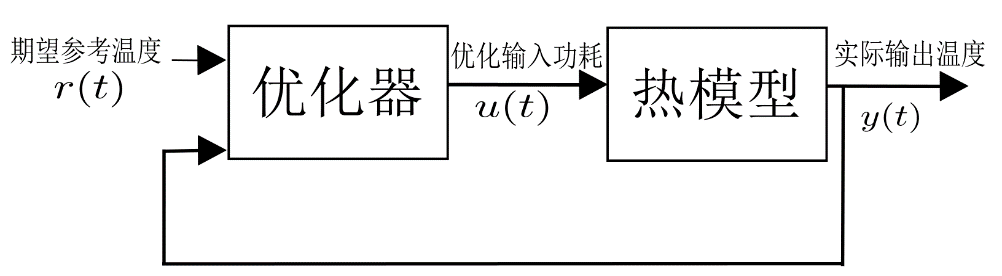 期望参考温度
r(t)
优化器
优化输入功耗
u(t)
热模型
实际输出温度
y(t)